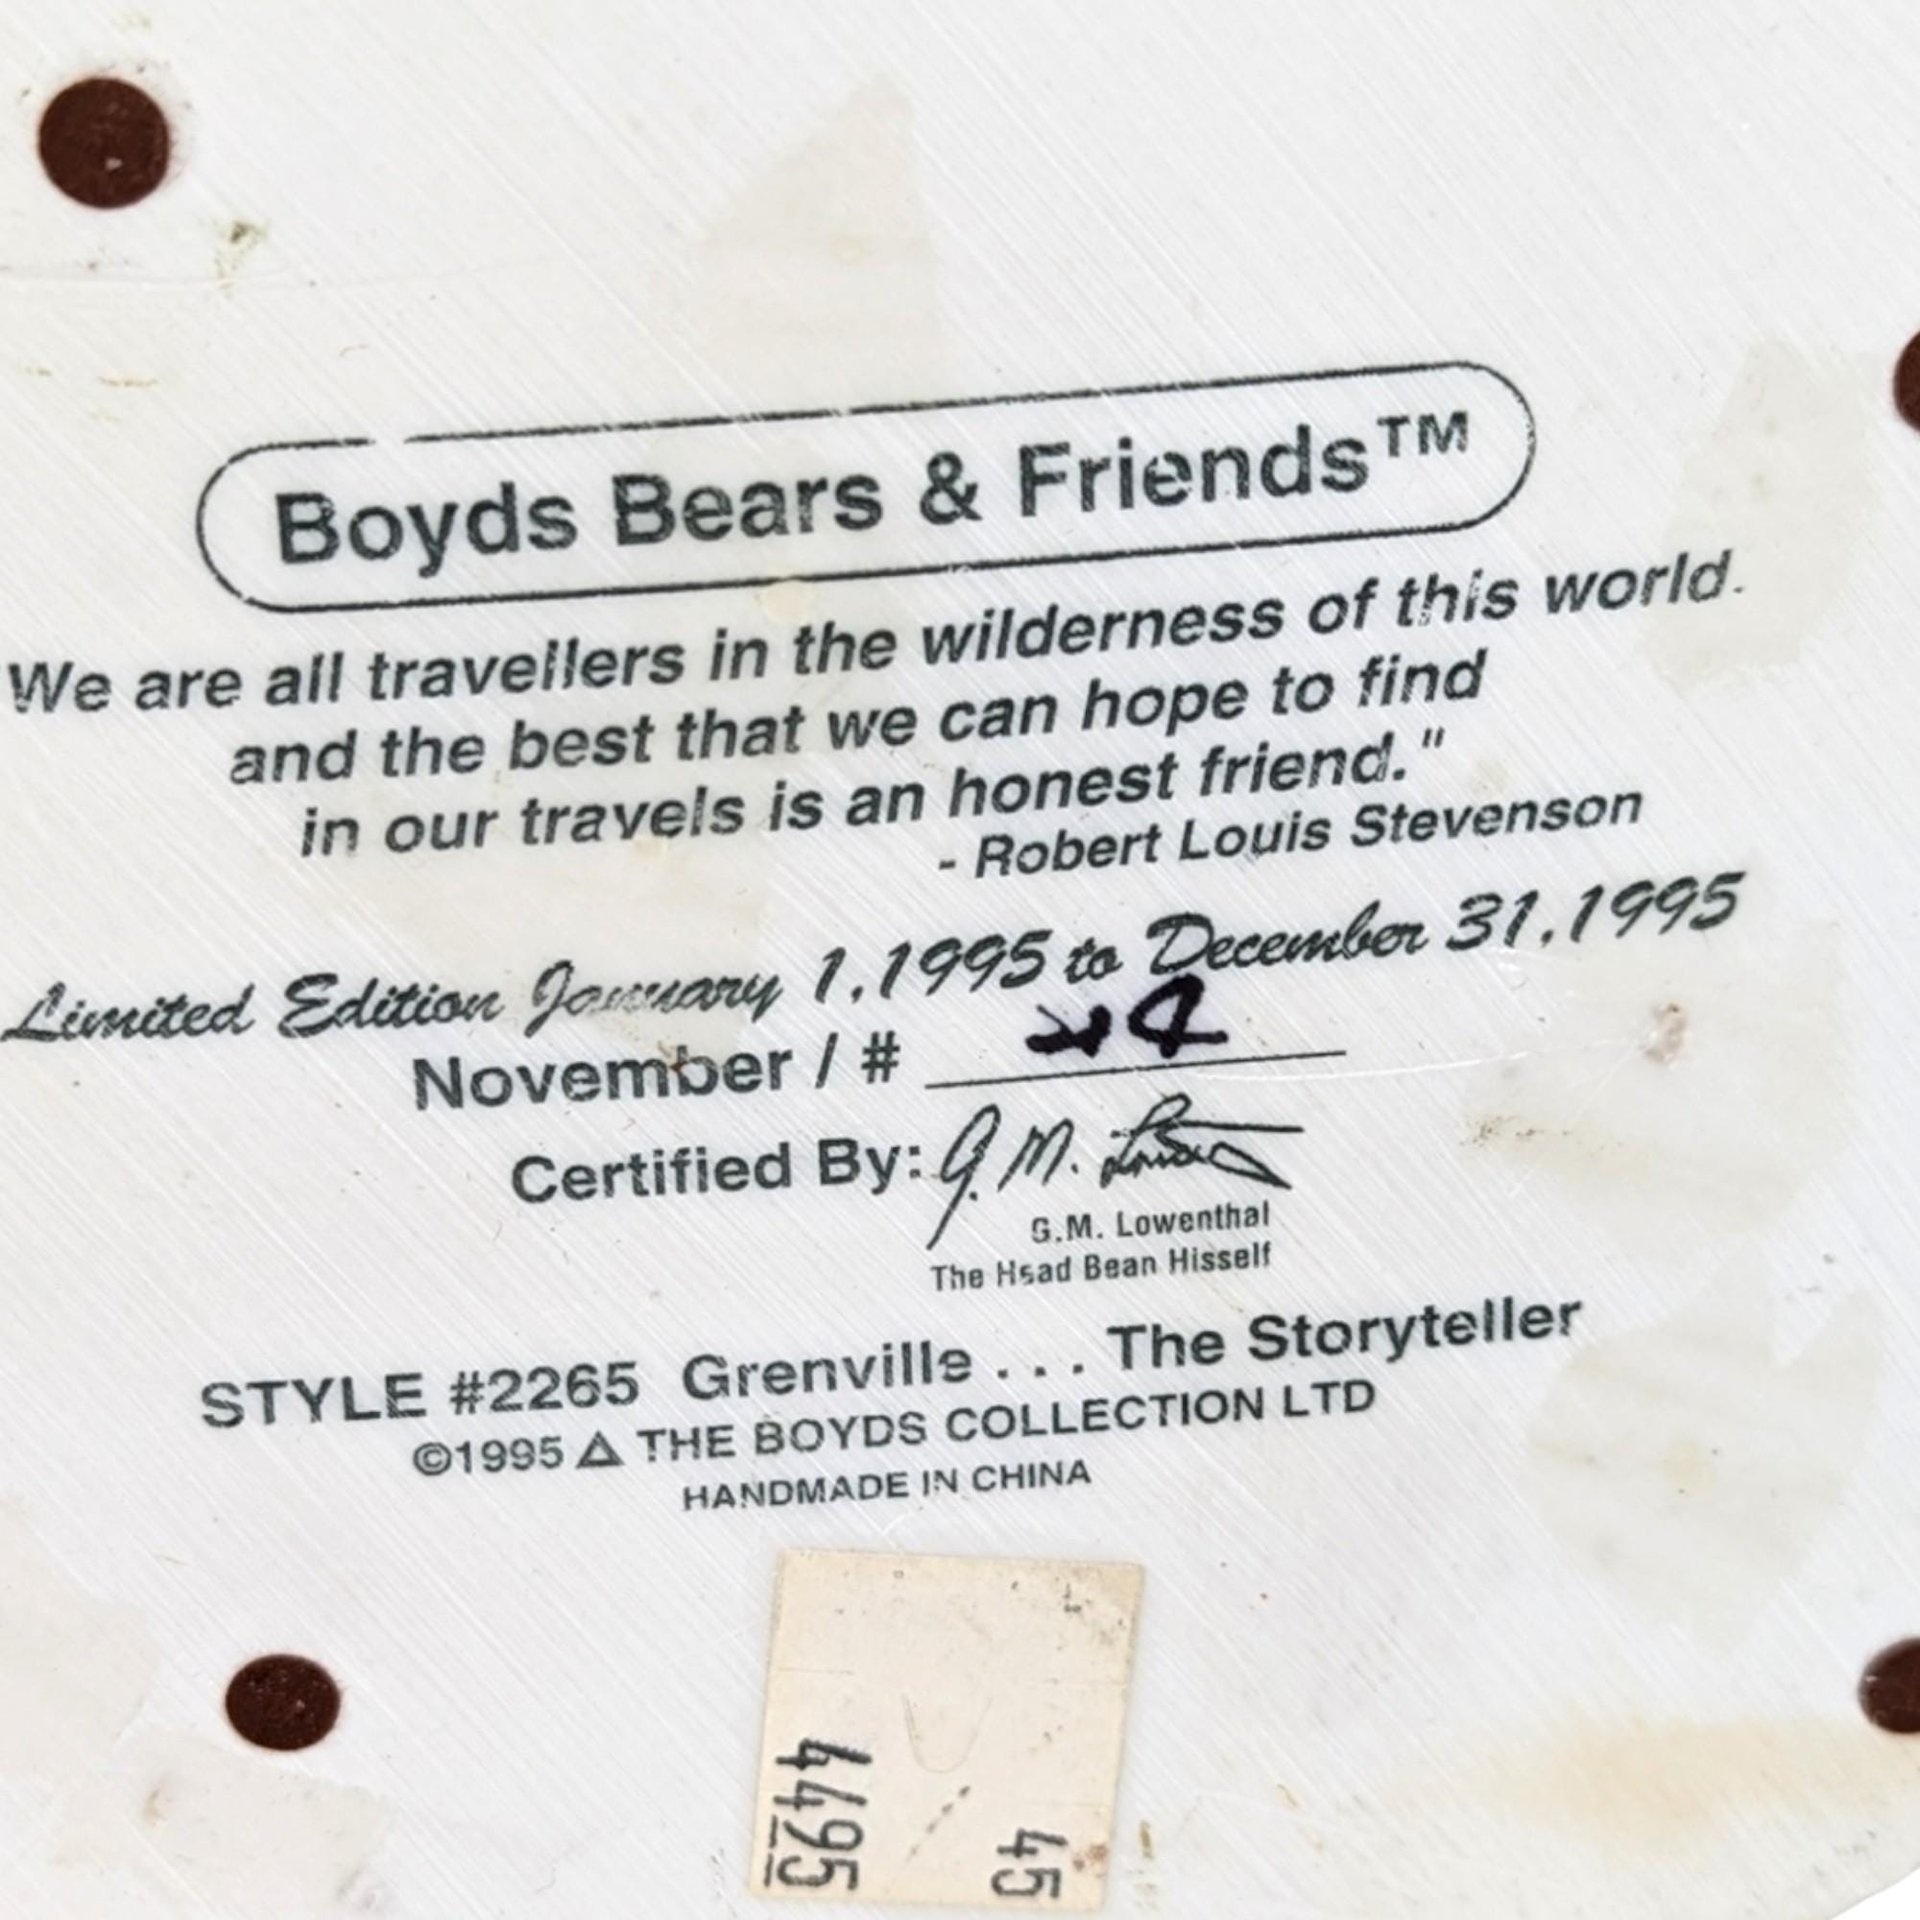 Boyds Bears & Friends™
We are all travellers in the wilderness of this world.
and the best that we can hope to find
in our travels is an honest friend."
- Robert Louis Stevenson
Limited Edition January 1, 1995 to December 31, 1995
November / #
Certified By: G.M.
G.M. Lowenthal
The Head Bean Hisself
STYLE #2265 Grenville . . . The Storyteller
©1995 △ THE BOYDS COLLECTION LTD
HANDMADE IN CHINA
45
4495